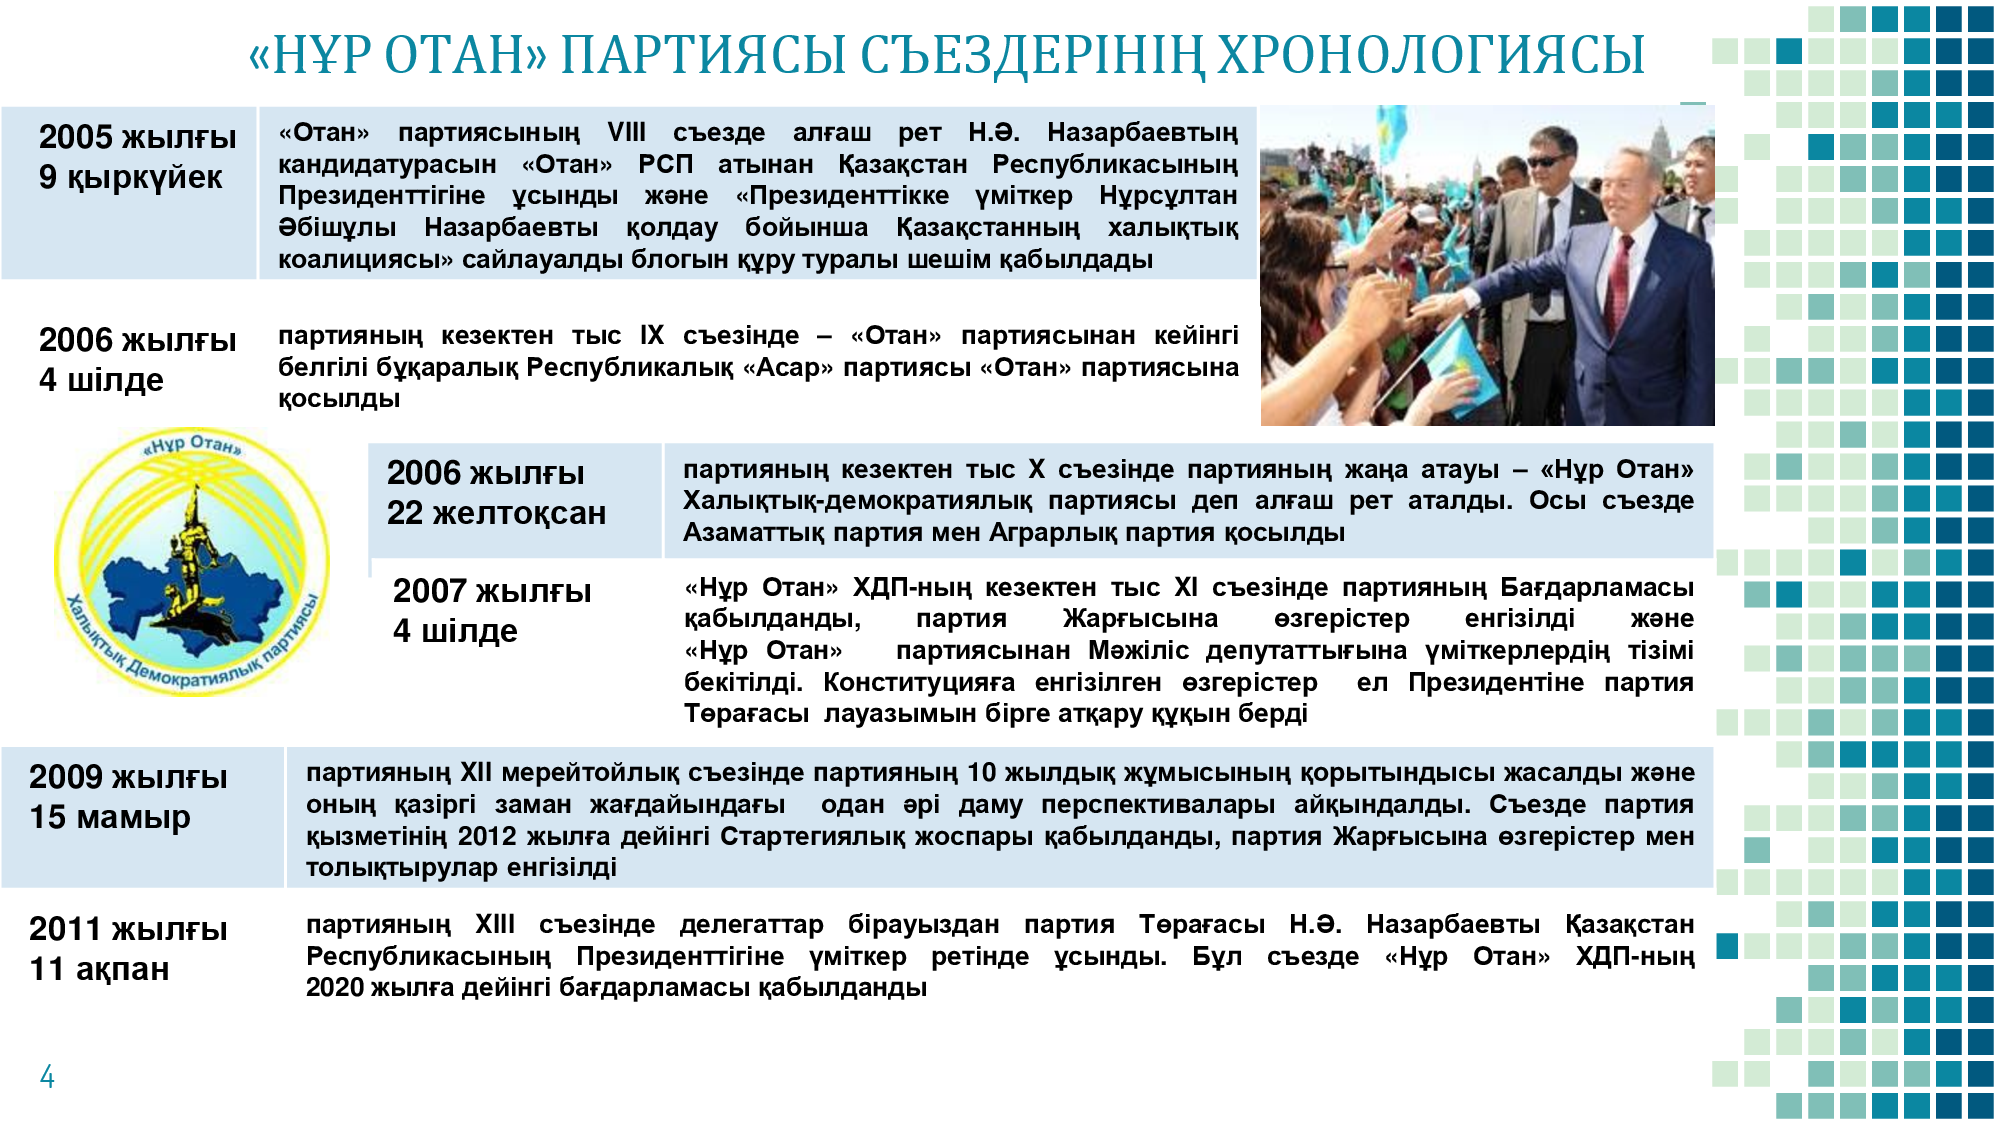 «НҰР ОТАН» ПАРТИЯСЫ СЪЕЗДЕРІНІҢ ХРОНОЛОГИЯСЫ
2005 жылғы
9 қыркүйек
«Отан» партиясының VIII съезде алғаш рет Н.Ә. Назарбаевтың
кандидатурасын «Отан» РСП атынан Қазақстан Республикасының
Президенттігіне ұсынды және «Президенттікке үміткер Нұрсұлтан
Әбішұлы Назарбаевты қолдау бойынша Қазақстанның халықтық
коалициясы» сайлауалды блогын құру туралы шешім қабылдады
2006 жылғы
4 шілде
партияның кезектен тыс IX съезінде – «Отан» партиясынан кейінгі
белгілі бұқаралық Республикалық «Асар» партиясы «Отан» партиясына
қосылды
«Нұр Отан»
Халықтық Демократиялық партиясы
2006 жылғы
22 желтоқсан
партияның кезектен тыс X съезінде партияның жаңа атауы – «Нұр Отан»
Халықтық-демократиялық партиясы деп алғаш рет аталды. Осы съезде
Азаматтық партия мен Аграрлық партия қосылды
2007 жылғы
4 шілде
«Нұр Отан» ХДП-ның кезектен тыс XI съезінде партияның Бағдарламасы
қабылданды, партия Жарғысына өзгерістер енгізілді және
«Нұр Отан» партиясынан Мәжіліс депутаттығына үміткерлердің тізімі
бекітілді. Конституцияға енгізілген өзгерістер ел Президентіне партия
Төрағасы лауазымын бірге атқару құқын берді
2009 жылғы
15 мамыр
партияның XII мерейтойлық съезінде партияның 10 жылдық жұмысының қорытындысы жасалды және
оның қазіргі заман жағдайындағы одан әрі даму перспективалары айқындалды. Съезде партия
қызметінің 2012 жылға дейінгі Стартегиялық жоспары қабылданды, партия Жарғысына өзгерістер мен
толықтырулар енгізілді
2011 жылғы
11 ақпан
партияның XIII съезінде делегаттар бірауыздан партия Төрағасы Н.Ә. Назарбаевты Қазақстан
Республикасының Президенттігіне үміткер ретінде ұсынды. Бұл съезде «Нұр Отан» ХДП-ның
2020 жылға дейінгі бағдарламасы қабылданды
4